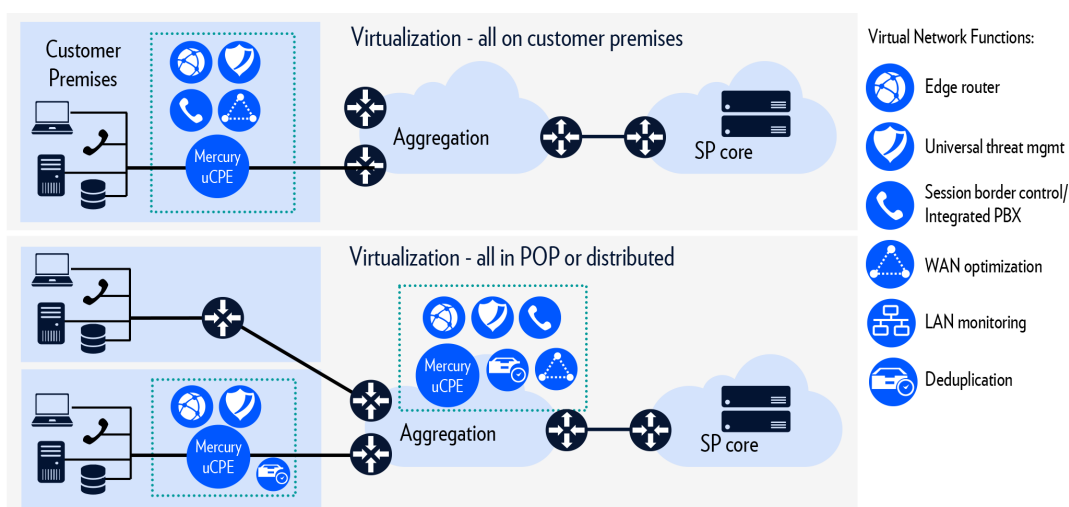 Virtualization - all on customer premises
Customer
Premises
Mercury
uCPE
Aggregation
SP core
Virtualization - all in POP or distributed
Mercury
uCPE
Aggregation
SP core
Mercury
uCPE
Virtual Network Functions:
Edge router
Universal threat mgmt
Session border control/
Integrated PBX
WAN optimization
LAN monitoring
Deduplication